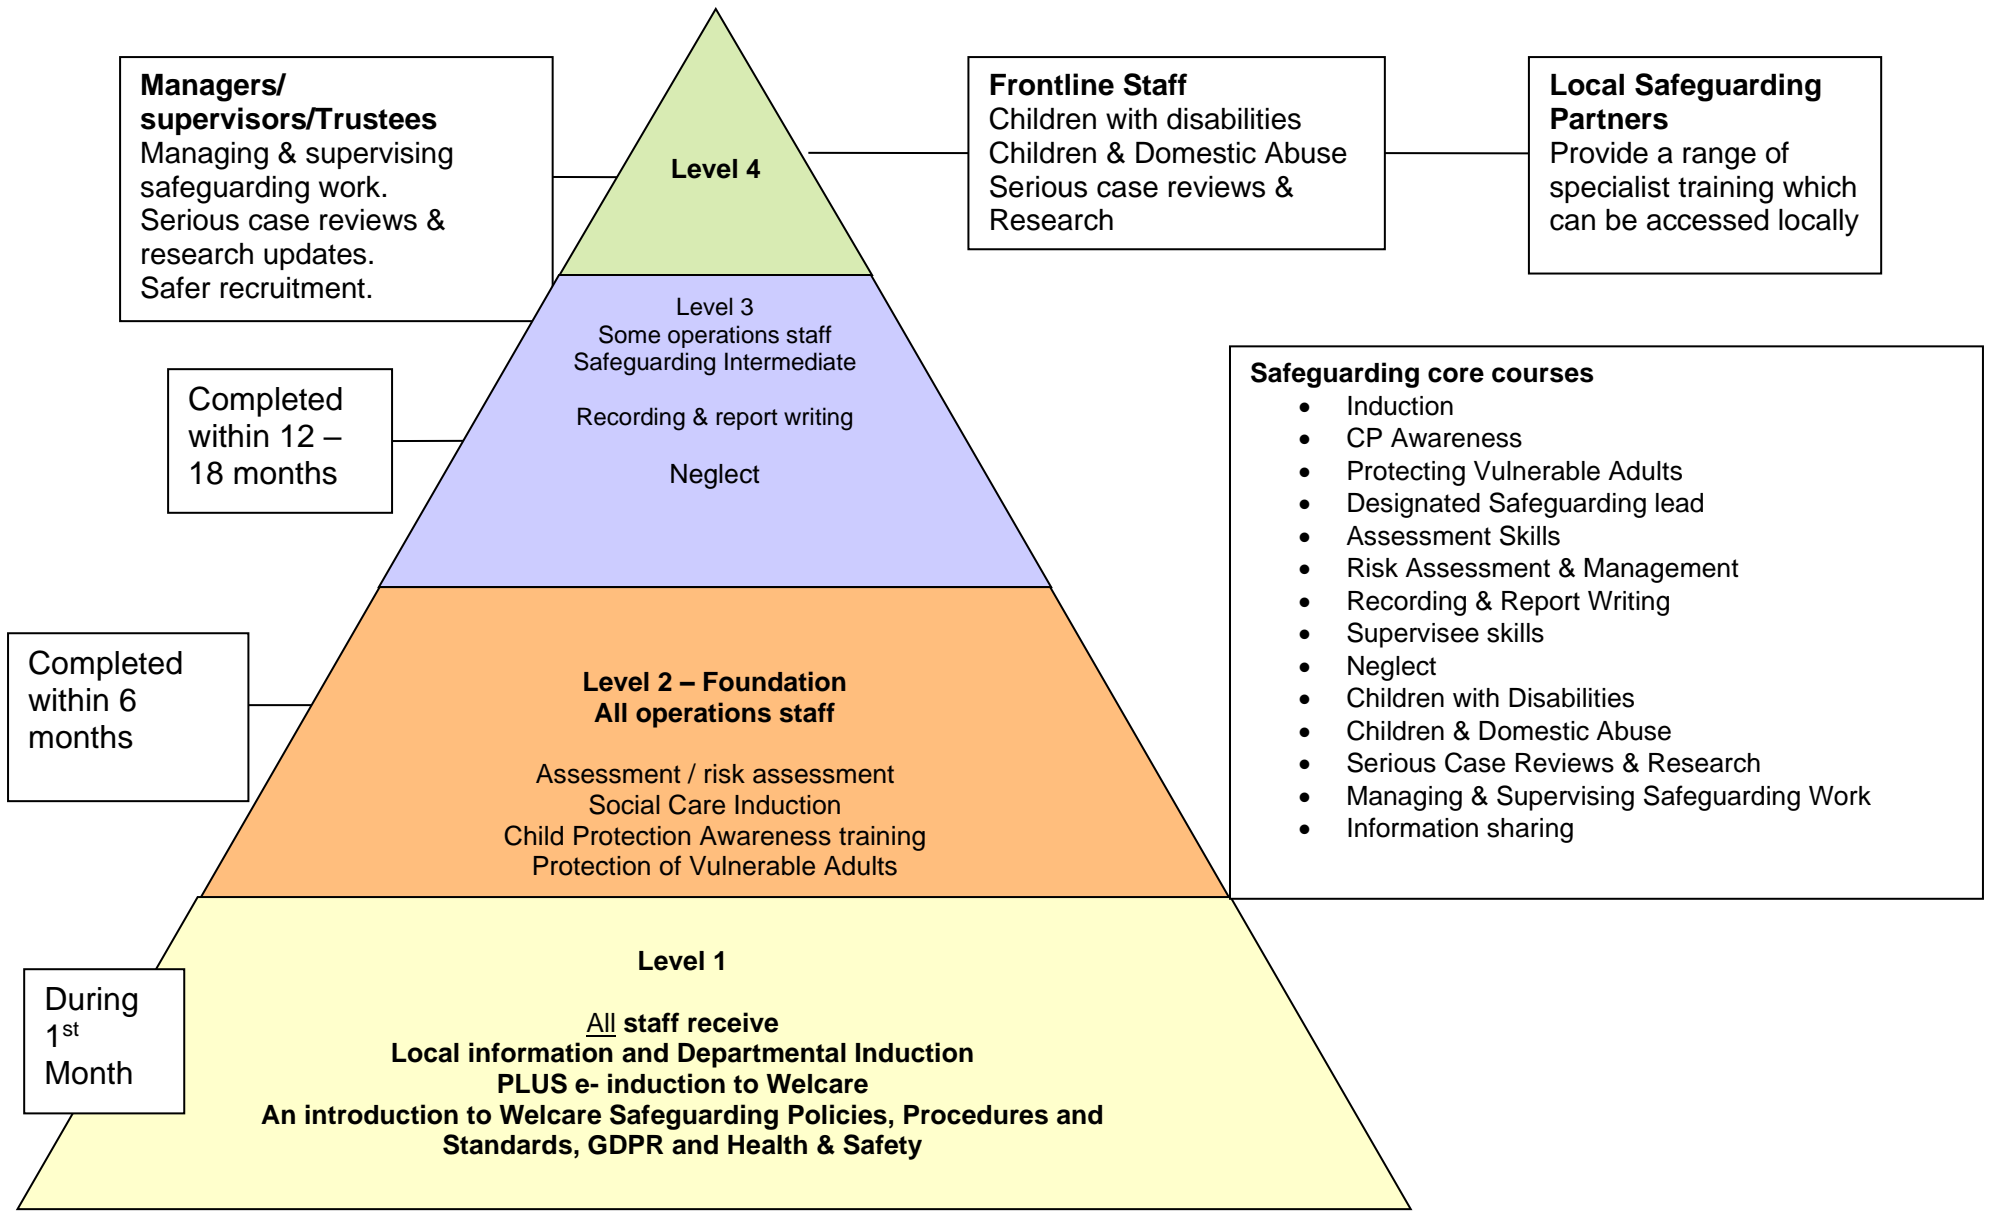 Managers/
supervisors/Trustees
Managing & supervising
safeguarding work.
Serious case reviews &
research updates.
Safer recruitment.
Level 4
Frontline Staff
Children with disabilities
Children & Domestic Abuse
Serious case reviews &
Research
Local Safeguarding
Partners
Provide a range of
specialist training which
can be accessed locally
Level 3
Some operations staff
Safeguarding Intermediate
Recording & report writing
Neglect
Completed
within 12 –
18 months
Safeguarding core courses
• Induction
• CP Awareness
• Protecting Vulnerable Adults
• Designated Safeguarding lead
• Assessment Skills
• Risk Assessment & Management
• Recording & Report Writing
• Supervisee skills
• Neglect
• Children with Disabilities
• Children & Domestic Abuse
• Serious Case Reviews & Research
• Managing & Supervising Safeguarding Work
• Information sharing
Completed
within 6
months
Level 2 – Foundation
All operations staff
Assessment / risk assessment
Social Care Induction
Child Protection Awareness training
Protection of Vulnerable Adults
During
1st
Month
Level 1
All staff receive
Local information and Departmental Induction
PLUS e- induction to Welcare
An introduction to Welcare Safeguarding Policies, Procedures and
Standards, GDPR and Health & Safety